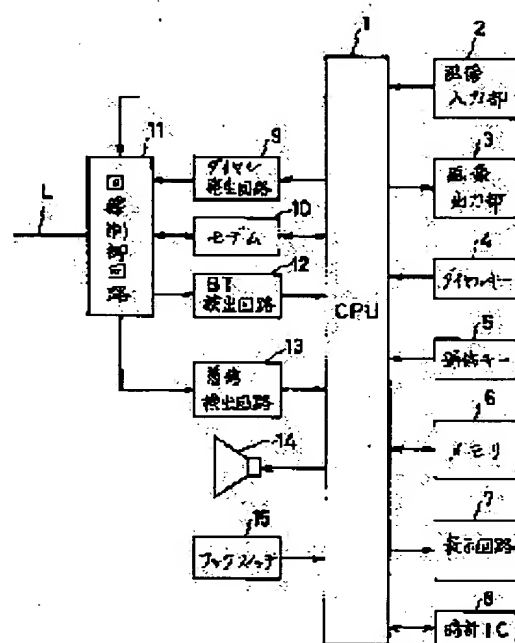 1
CPU
2
画像
入力部
3
画像
出力部
4
ダイヤルキー
5
6
メモリ
7
表示回路
8
時計IC
9
ダイヤル
発生回路
10
モデム
11
回線制御回路
L
12
BT
検出回路
13
着信
検出回路
14
15
フックスイッチ